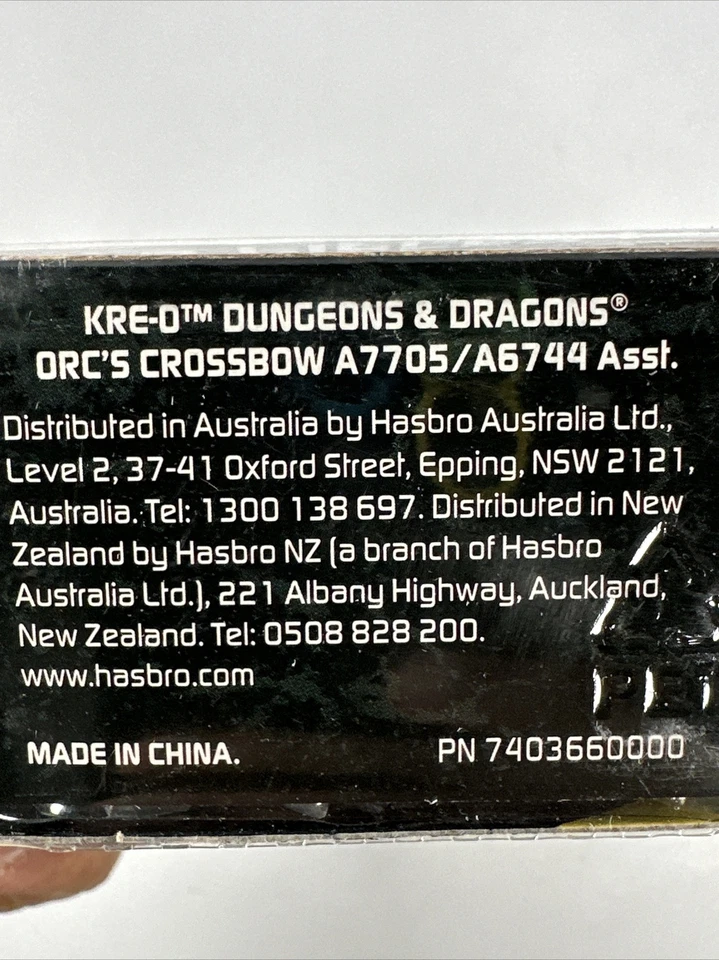 KRE-O™ DUNGEONS & DRAGONS®
ORC'S CROSSBOW A7705/A6744 Asst.
Distributed in Australia by Hasbro Australia Ltd.,
Level 2, 37-41 Oxford Street, Epping, NSW 2121,
Australia. Tel: 1300 138 697. Distributed in New
Zealand by Hasbro NZ (a branch of Hasbro
Australia Ltd.), 221 Albany Highway, Auckland,
New Zealand. Tel: 0508 828 200.
www.hasbro.com
MADE IN CHINA.
PN 7403660000